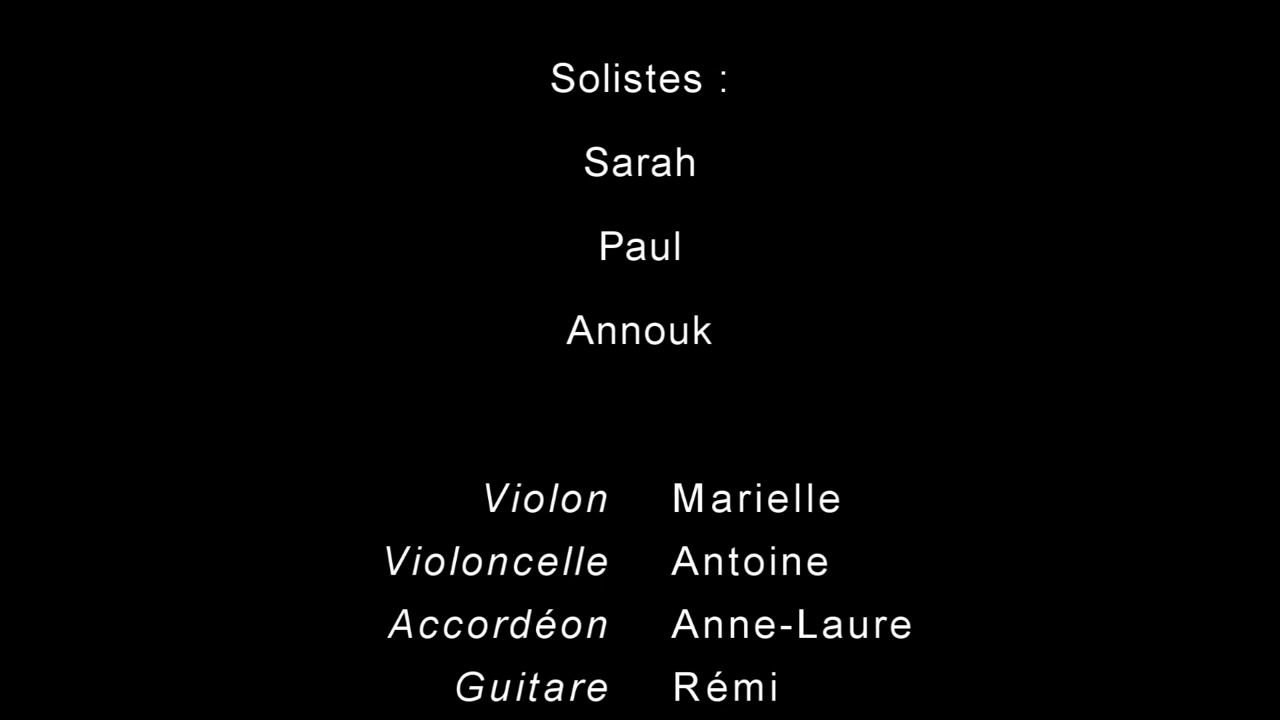 Solistes :
Sarah
Paul
Annouk
Violon Marielle
Violoncelle Antoine
Accordéon Anne-Laure
Guitare Rémi